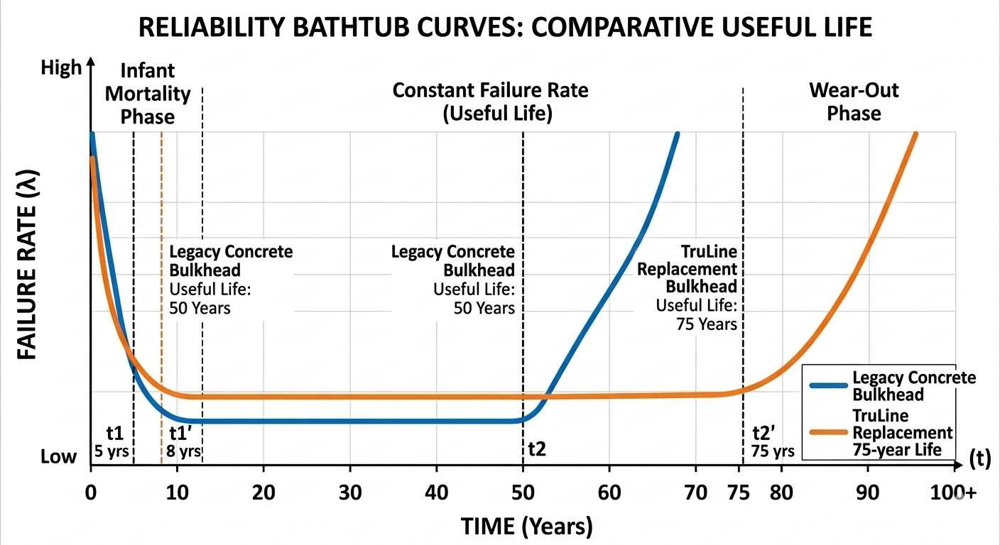 RELIABILITY BATHTUB CURVES: COMPARATIVE USEFUL LIFE
High
Infant
Mortality
Phase
Constant Failure Rate
(Useful Life)
Wear-Out
Phase
FAILURE RATE (λ)
Legacy Concrete
Bulkhead
Useful Life:
50 Years
Legacy Concrete
Bulkhead
Useful Life:
50 Years
TruLine
Replacement
Bulkhead
Useful Life:
75 Years
Legacy Concrete
Bulkhead
TruLine
Replacement
75-year Life
t1
5 yrs
t1’
8 yrs
t2
t2’
75 yrs
Low
(t)
0 10 20 30 40 50 60 70 75 80 90 100+
TIME (Years)